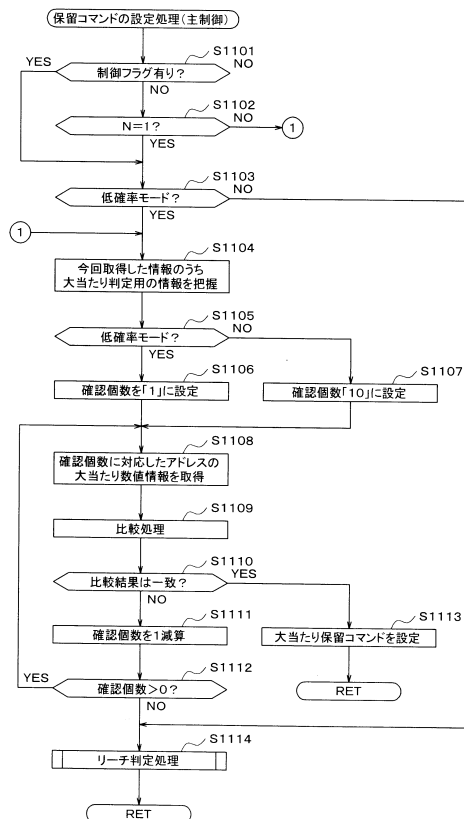 保留コマンドの設定処理(主制御)
S1101
YES
制御フラグ有り?
NO
NO
S1102
N=1?
NO
1
YES
S1103
低確率モード?
NO
YES
1
S1104
今回取得した情報のうち
大当たり判定用の情報を把握
S1105
低確率モード?
NO
YES
S1106
確認個数を「1」に設定
S1107
確認個数「10」に設定
S1108
確認個数に対応したアドレスの
大当たり数値情報を取得
S1109
比較処理
S1110
比較結果は一致?
YES
NO
S1111
確認個数を1減算
S1113
大当たり保留コマンドを設定
S1112
YES
確認個数>0?
RET
NO
S1114
リーチ判定処理
RET